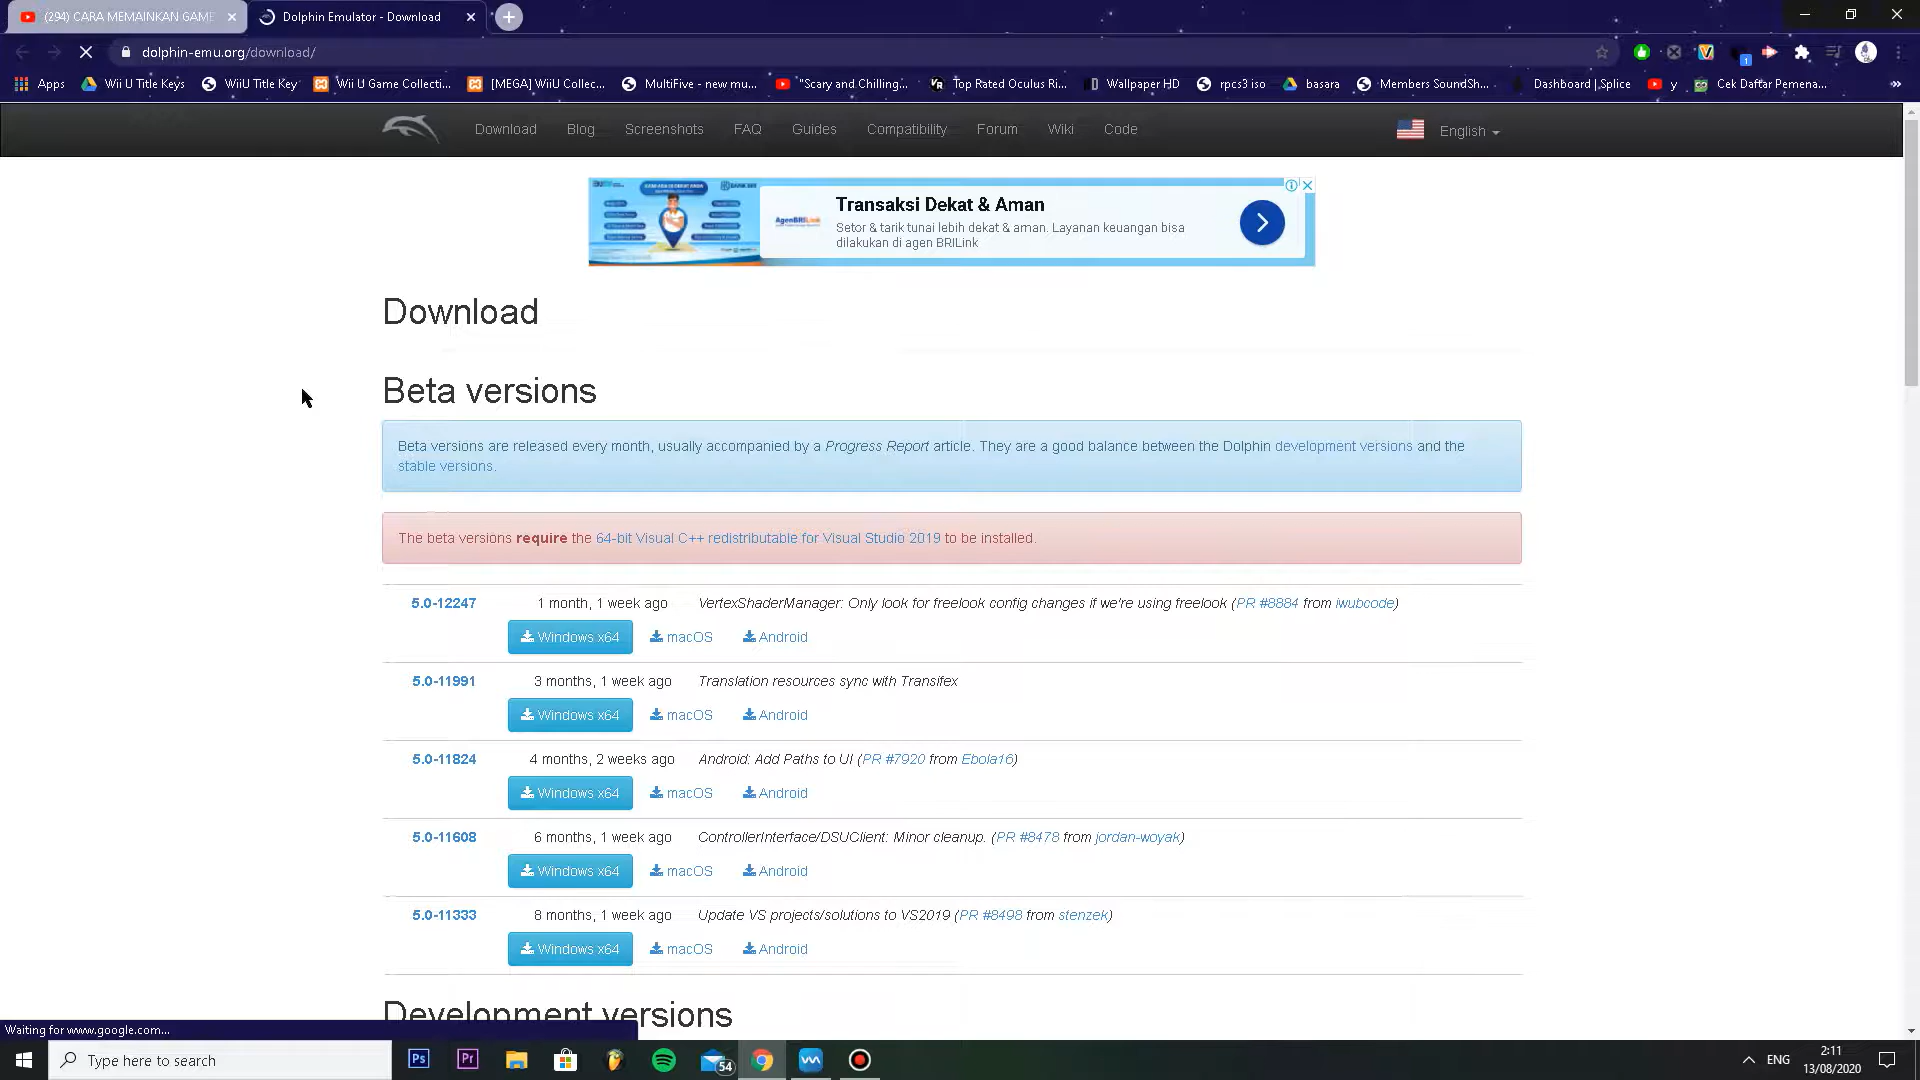 (294) CARA MEMAINKAN GAME
Dolphin Emulator - Download
dolphin-emu.org/download/
Apps
Wii U Title Keys
WiiU Title Key
Wii U Game Collecti...
[MEGA] WiiU Collec...
MultiFive - new mu...
"Scary and Chilling...
Top Rated Oculus Ri...
Wallpaper HD
rpcs3 iso
basara
Members SoundSh...
Dashboard | Splice
y
Cek Daftar Pemena...
Download
Blog
Screenshots
FAQ
Guides
Compatibility
Forum
Wiki
Code
English
AgenBRILink
Transaksi Dekat & Aman
Setor & tarik tunai lebih dekat & aman. Layanan keuangan bisa
dilakukan di agen BRILink
Download
Beta versions
Beta versions are released every month, usually accompanied by a Progress Report article. They are a good balance between the Dolphin development versions and the
stable versions.
The beta versions require the 64-bit Visual C++ redistributable for Visual Studio 2019 to be installed.
5.0-12247 1 month, 1 week ago VertexShaderManager: Only look for freelook config changes if we're using freelook (PR #8884 from iwubcode)
Windows x64 macOS Android
5.0-11991 3 months, 1 week ago Translation resources sync with Transifex
Windows x64 macOS Android
5.0-11824 4 months, 2 weeks ago Android: Add Paths to UI (PR #7920 from Ebola16)
Windows x64 macOS Android
5.0-11608 6 months, 1 week ago ControllerInterface/DSUClient: Minor cleanup. (PR #8478 from jordan-woyak)
Windows x64 macOS Android
5.0-11333 8 months, 1 week ago Update VS projects/solutions to VS2019 (PR #8498 from stenzek)
Windows x64 macOS Android
Development versions
Waiting for www.google.com...
Type here to search
Ps
Pr
54
ENG
2:11
13/08/2020